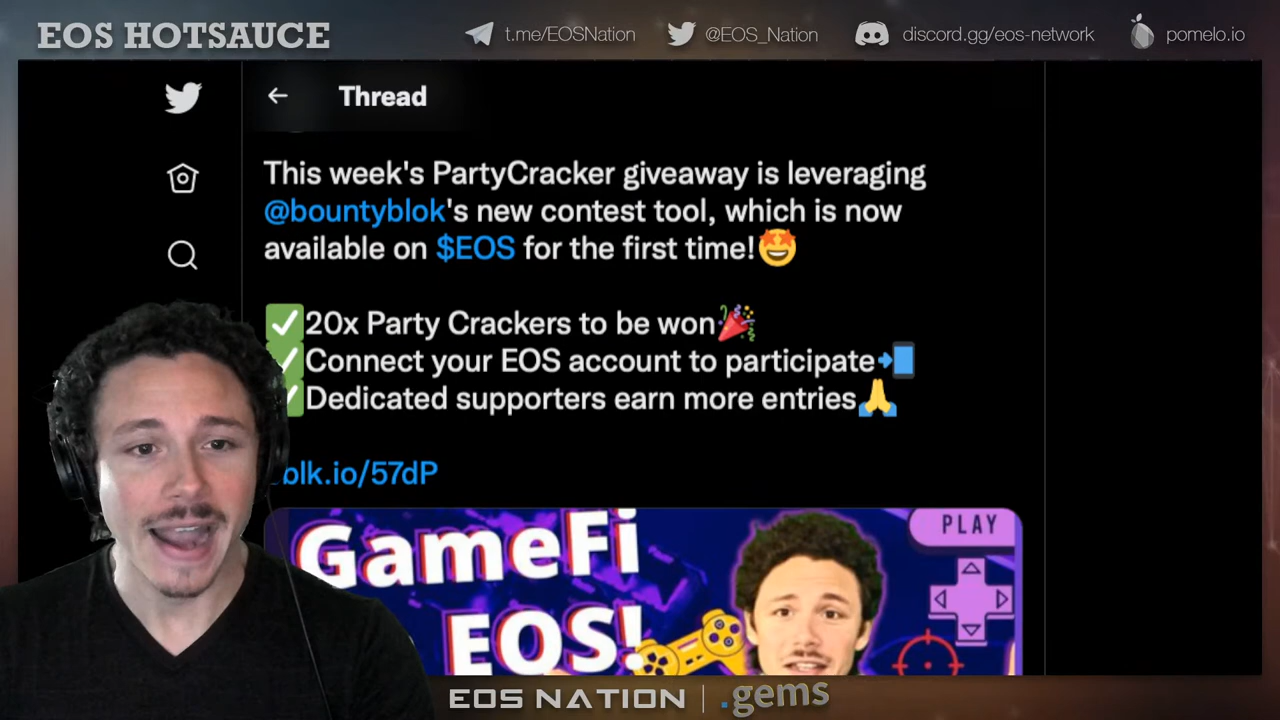 EOS HOTSAUCE
t.me/EOSNation
@EOS_Nation
discord.gg/eos-network
pomelo.io
Thread
This week's PartyCracker giveaway is leveraging
@bountyblok's new contest tool, which is now
available on $EOS for the first time!🤩
✅20x Party Crackers to be won🎉
✅Connect your EOS account to participate📲
✅Dedicated supporters earn more entries🙏
blk.io/57dP
GameFi
EOS!
PLAY
EOS NATION | .gems